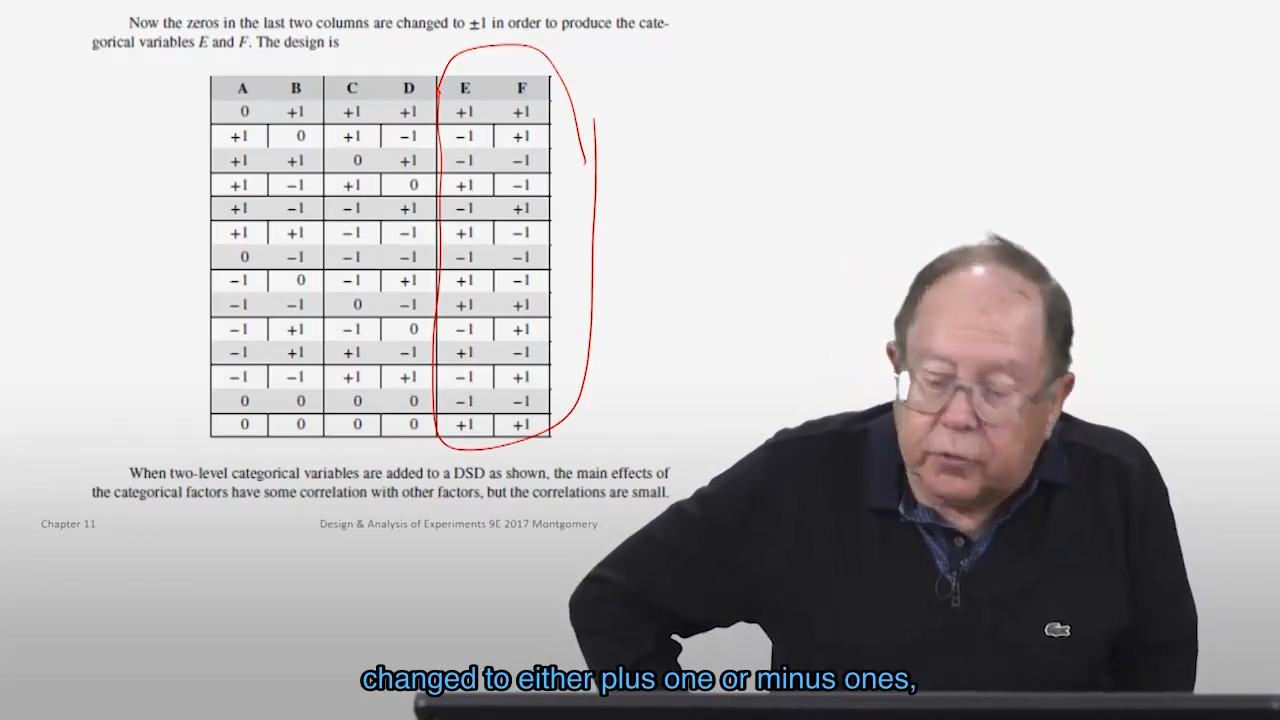 Now the zeros in the last two columns are changed to ±1 in order to produce the cate-
gorical variables E and F. The design is
A B C D E F
0 +1 +1 +1 +1 +1
+1 0 +1 −1 −1 +1
+1 +1 0 +1 −1 −1
+1 −1 +1 0 +1 −1
+1 −1 −1 +1 −1 +1
+1 +1 −1 −1 +1 −1
0 −1 −1 −1 −1 −1
−1 0 −1 +1 +1 −1
−1 −1 0 −1 +1 +1
−1 +1 −1 0 −1 +1
−1 +1 +1 −1 +1 −1
−1 −1 +1 +1 −1 +1
0 0 0 0 −1 −1
0 0 0 0 +1 +1
When two-level categorical variables are added to a DSD as shown, the main effects of
the categorical factors have some correlation with other factors, but the correlations are small.
Chapter 11 Design & Analysis of Experiments 9E 2017 Montgomery
changed to either plus one or minus ones,